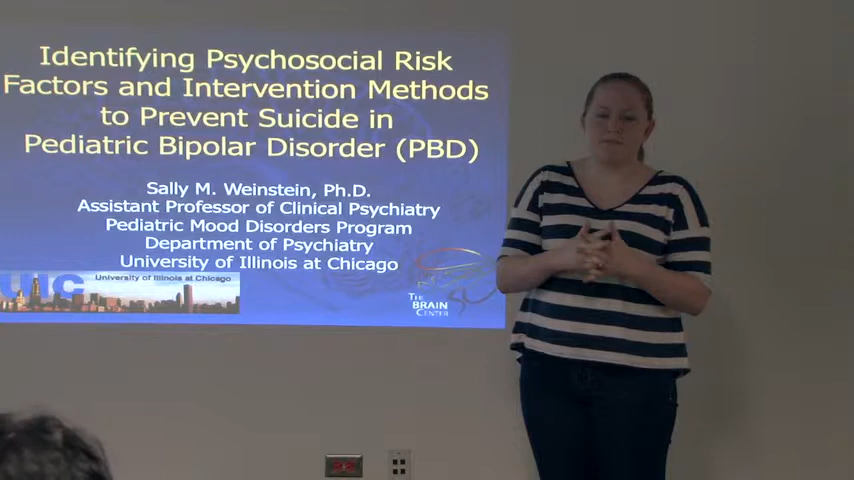 Identifying Psychosocial Risk
Factors and Intervention Methods
to Prevent Suicide in
Pediatric Bipolar Disorder (PBD)
Sally M. Weinstein, Ph.D.
Assistant Professor of Clinical Psychiatry
Pediatric Mood Disorders Program
Department of Psychiatry
University of Illinois at Chicago
UIC
University of Illinois at Chicago
THE
BRAIN
CENTER